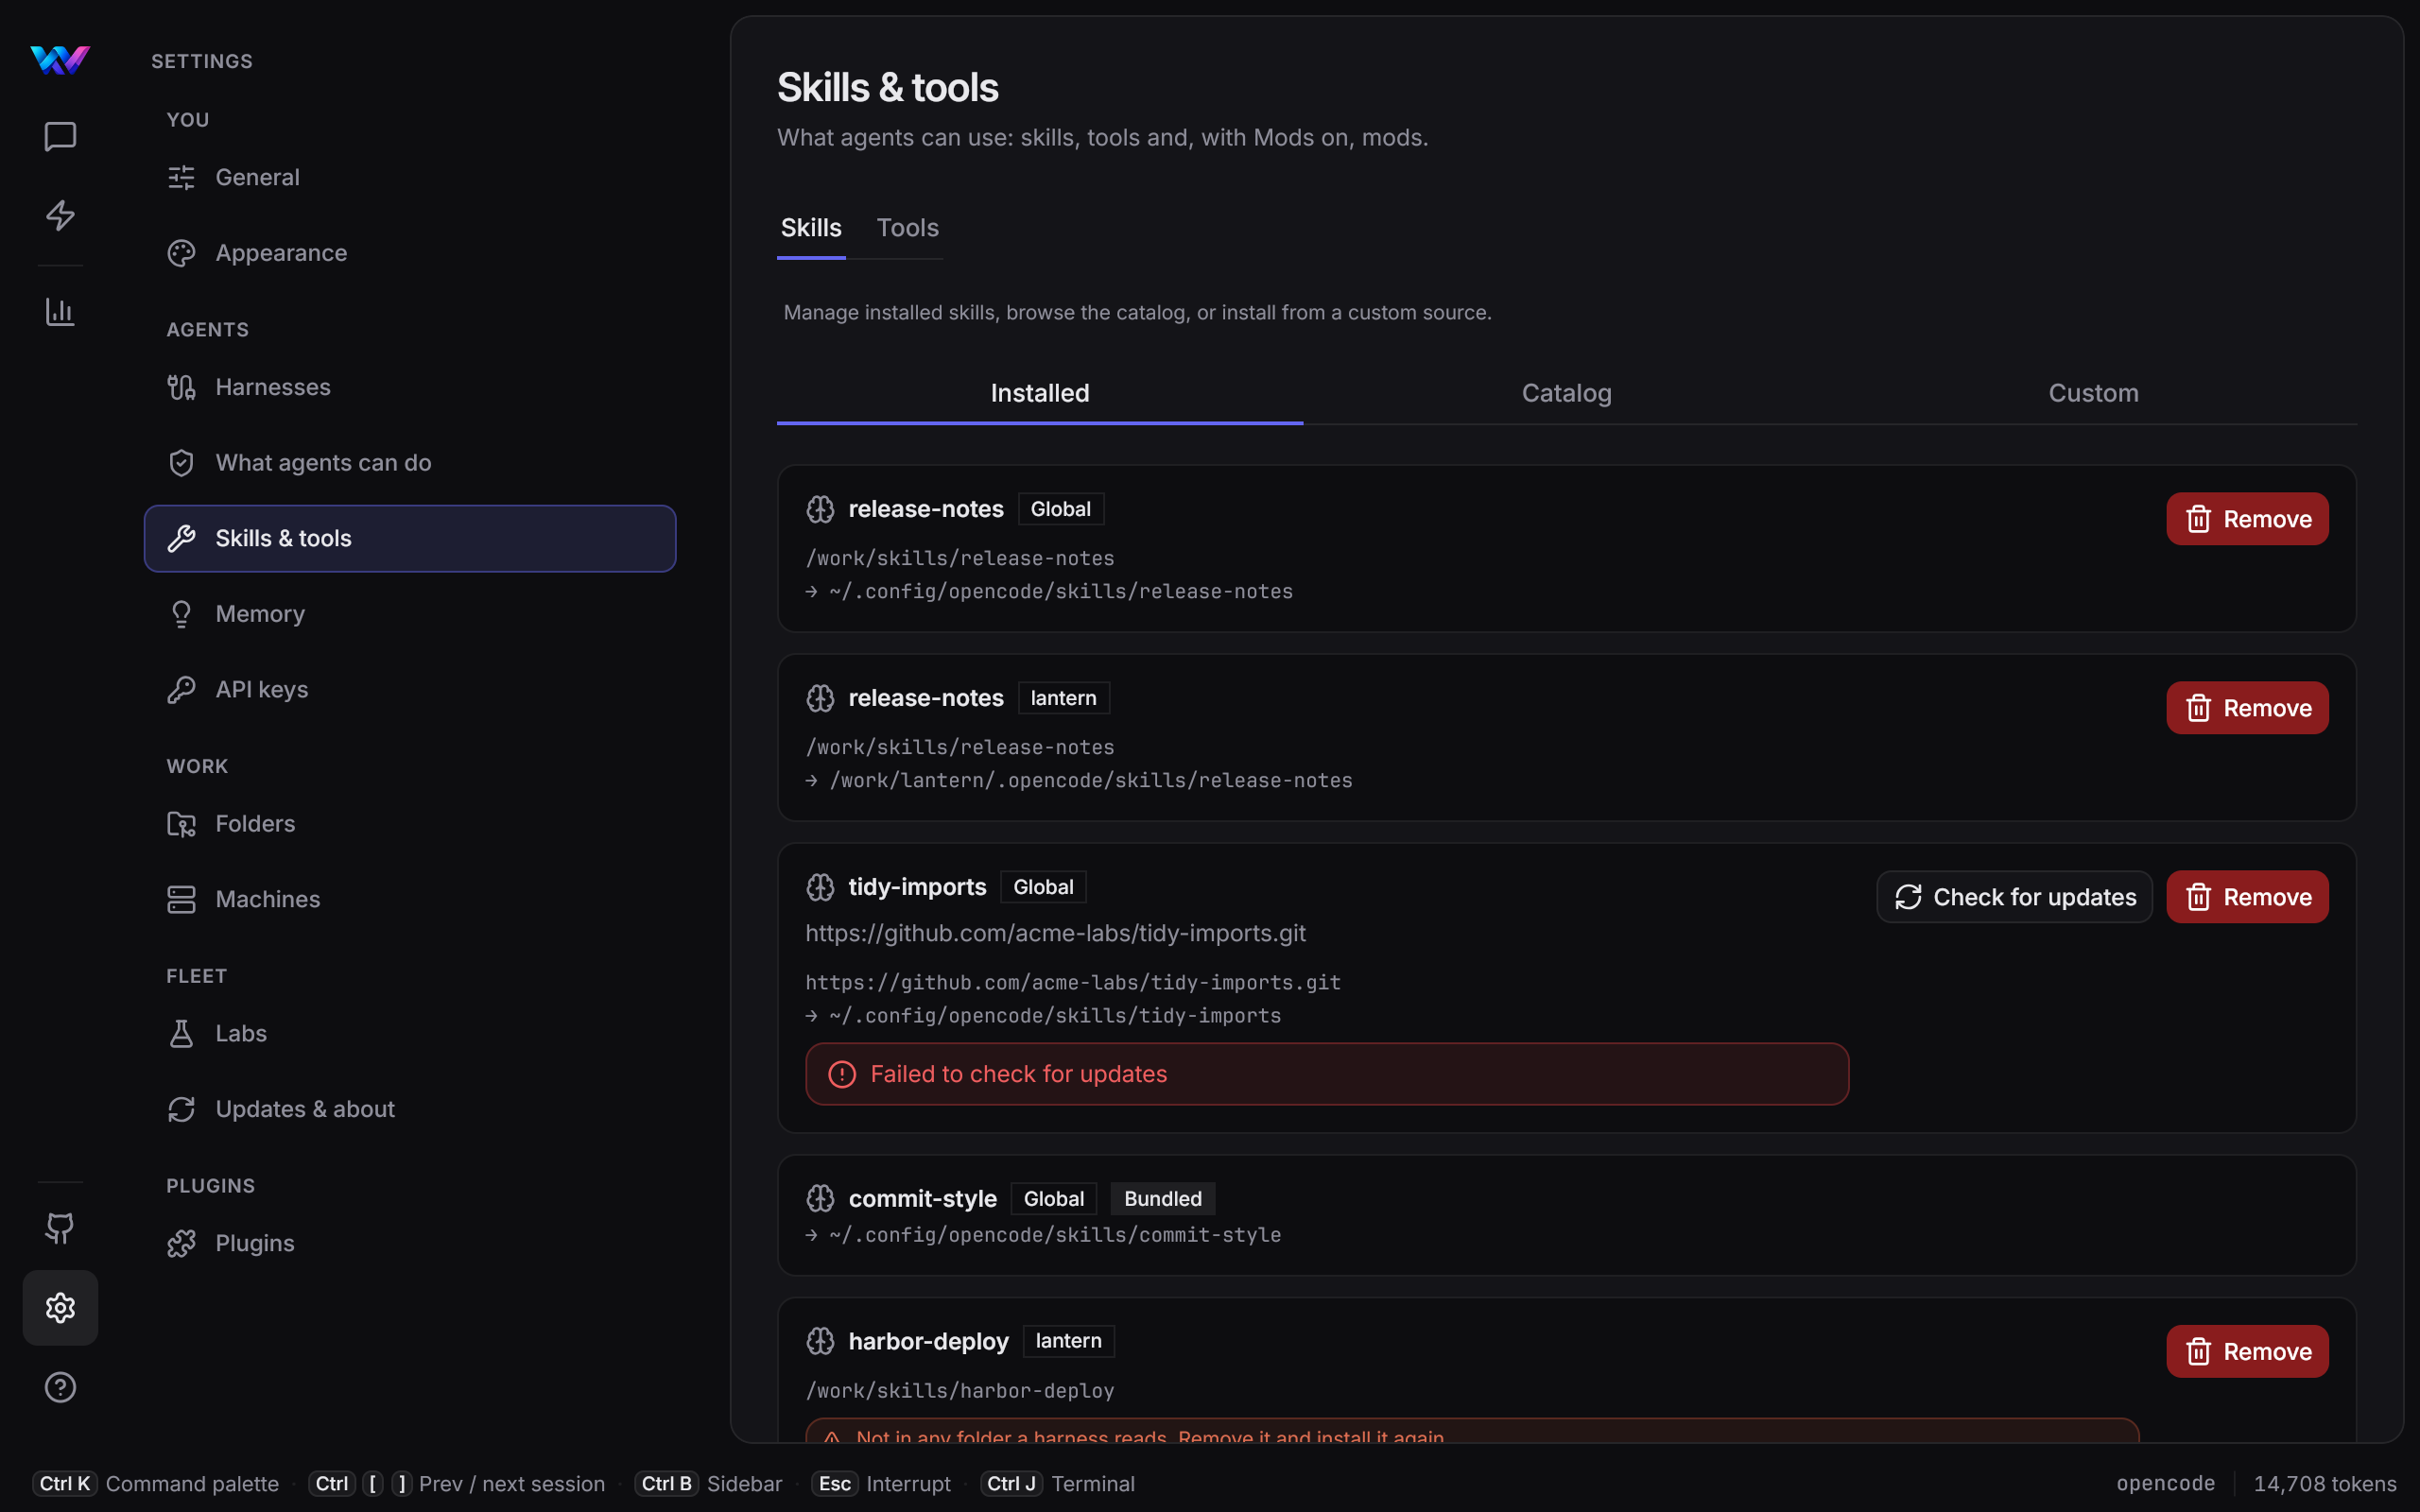 SETTINGS
YOU
General
Appearance
AGENTS
Harnesses
What agents can do
Skills & tools
Memory
API keys
WORK
Folders
Machines
FLEET
Labs
Updates & about
PLUGINS
Plugins
Skills & tools
What agents can use: skills, tools and, with Mods on, mods.
Skills Tools
Manage installed skills, browse the catalog, or install from a custom source.
Installed Catalog Custom
release-notes Global Remove
/work/skills/release-notes
→ ~/.config/opencode/skills/release-notes
release-notes lantern Remove
/work/skills/release-notes
→ /work/lantern/.opencode/skills/release-notes
tidy-imports Global Check for updates Remove
https://github.com/acme-labs/tidy-imports.git
https://github.com/acme-labs/tidy-imports.git
→ ~/.config/opencode/skills/tidy-imports
Failed to check for updates
commit-style Global Bundled
→ ~/.config/opencode/skills/commit-style
harbor-deploy lantern Remove
/work/skills/harbor-deploy
Not in any folder a harness reads. Remove it and install it again
Ctrl K Command palette · Ctrl [ ] Prev / next session · Ctrl B Sidebar · Esc Interrupt · Ctrl J Terminal
opencode 14,708 tokens